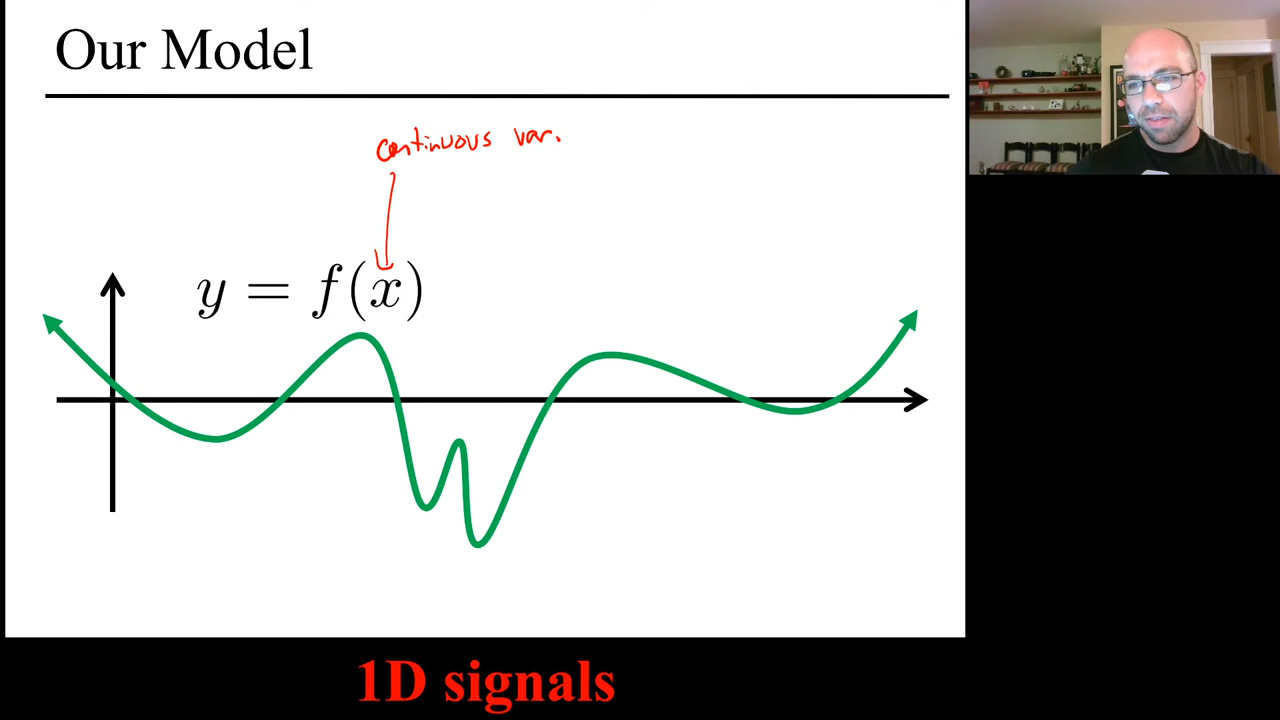 Our Model
continuous var.
y = f(x)
1D signals